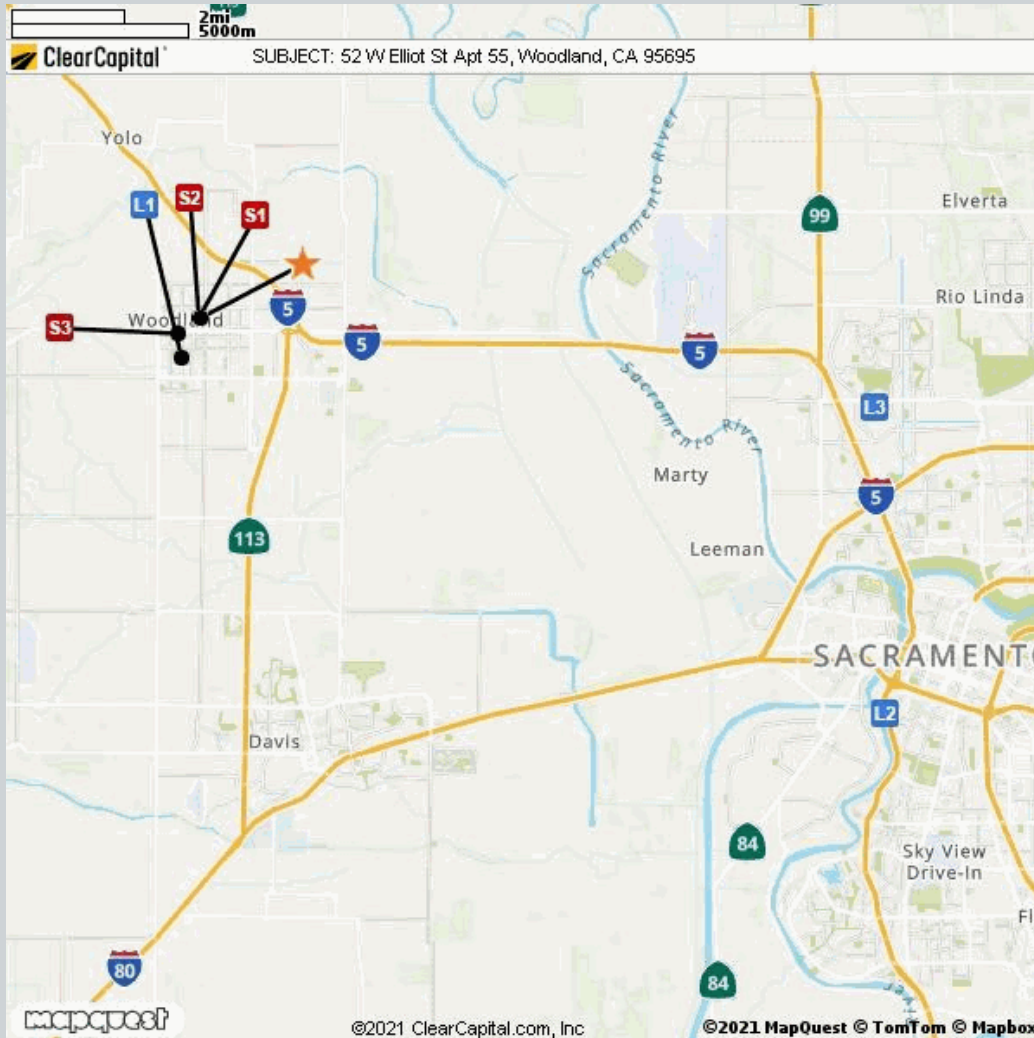 2mi
5000m
ClearCapital
SUBJECT: 52 W Elliot St Apt 55, Woodland, CA 95695
Yolo
L1
S2
S1
Sacramento River
99
Elverta
5
Rio Linda
S3
Woodland
5
5
L3
Sacramento River
Marty
5
113
Leeman
SACRAMENTO
L2
Davis
84
Sky View
Drive-In
Fl
80
84
River
mapquest
©2021 ClearCapital.com, Inc
©2021 MapQuest © TomTom © Mapbox